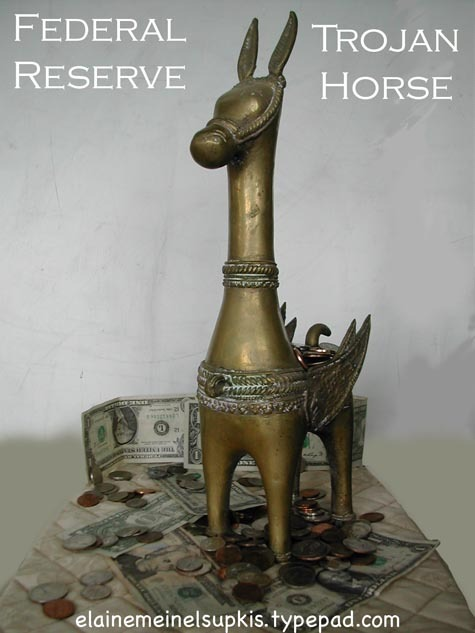 FEDERAL
RESERVE
TROJAN
HORSE
elainemeinelsupkis.typepad.com